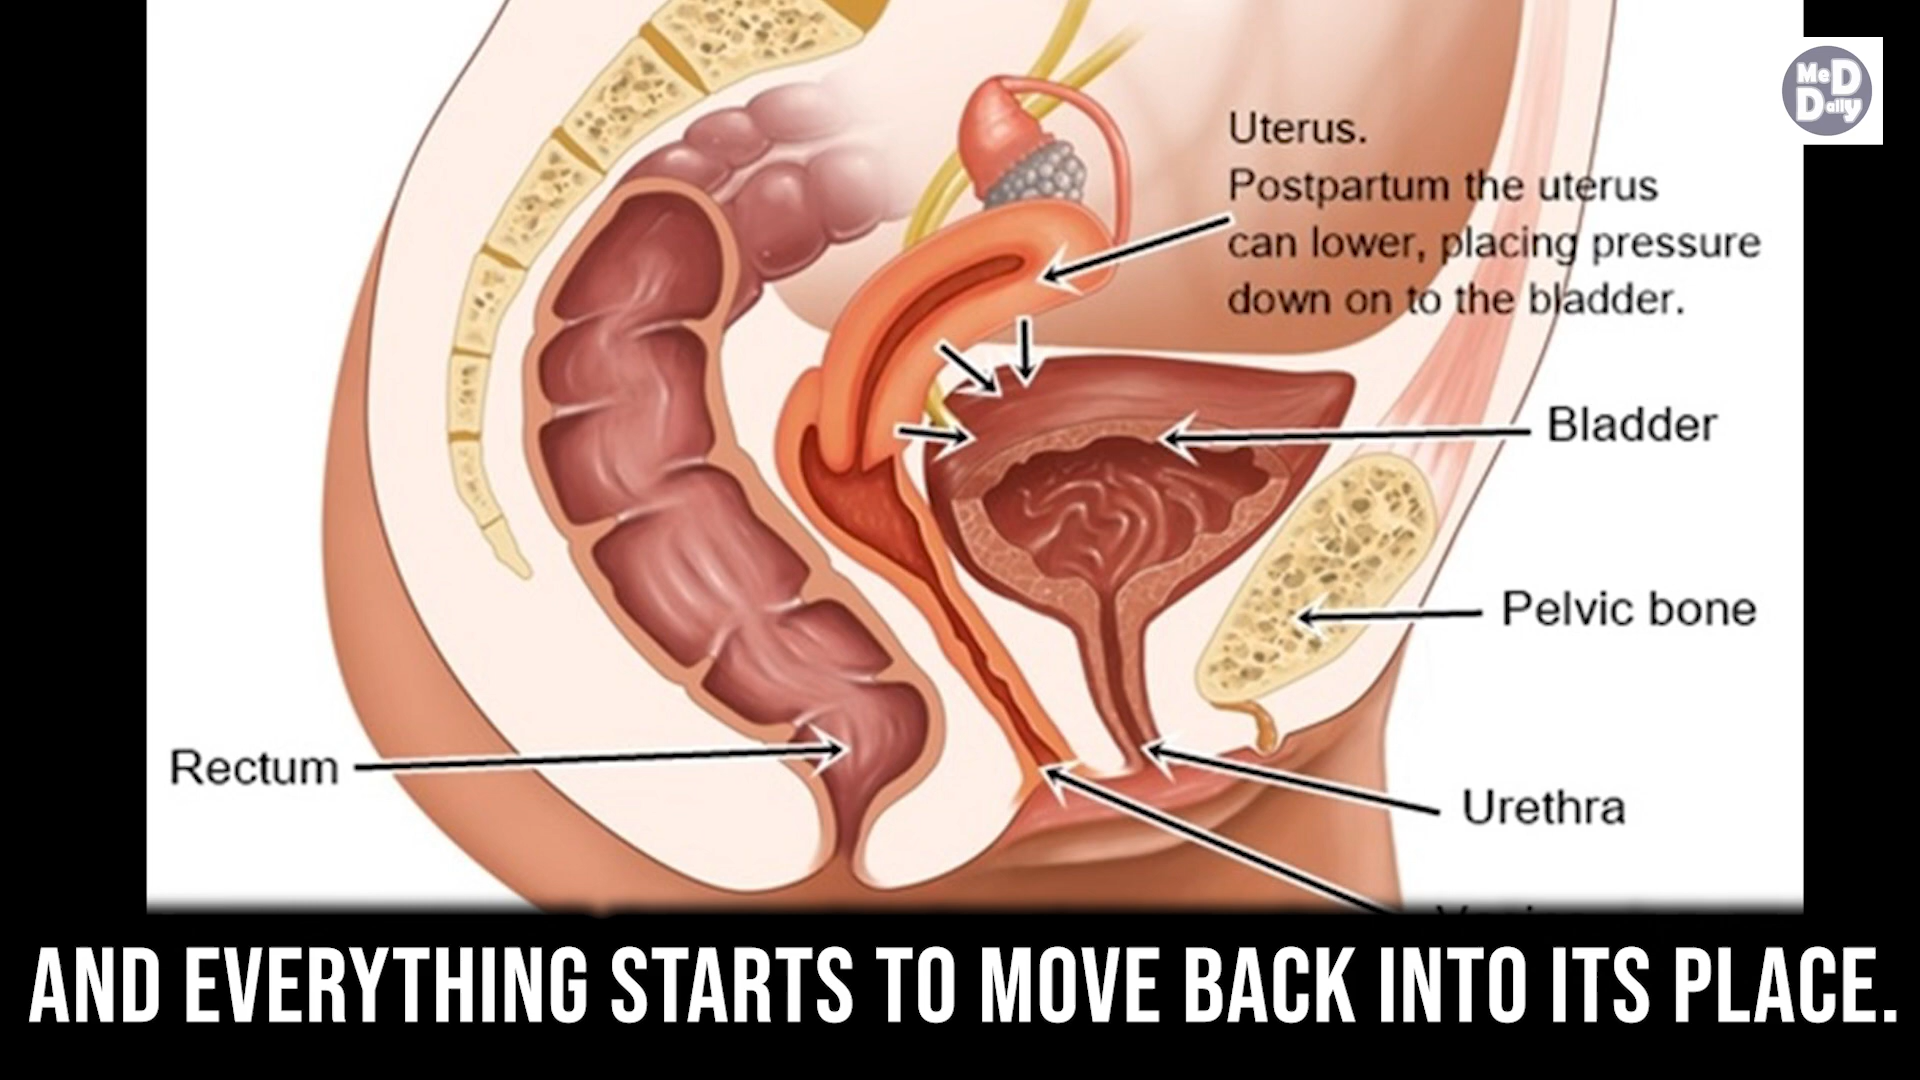 MeD
Daily
Uterus.
Postpartum the uterus
can lower, placing pressure
down on to the bladder.
Bladder
Pelvic bone
Rectum
Urethra
AND EVERYTHING STARTS TO MOVE BACK INTO ITS PLACE.